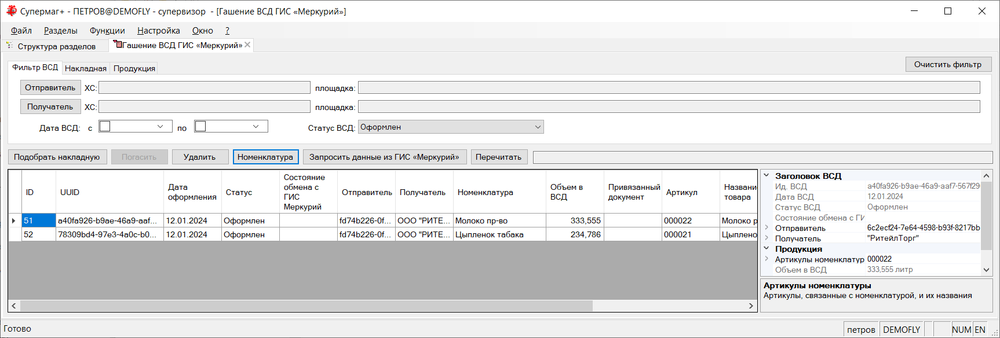 Супермаг+ - ПЕТРОВ@DEMOFLY - супервизор - [Гашение ВСД ГИС «Меркурий»]
Файл Разделы Функции Настройка Окно ?
Структура разделов Гашение ВСД ГИС «Меркурий»
Фильтр ВСД Накладная Продукция Очистить фильтр
Отправитель ХС: площадка:
Получатель ХС: площадка:
Дата ВСД: с по Статус ВСД: Оформлен
Подобрать накладную Погасить Удалить Номенклатура Запросить данные из ГИС «Меркурий» Перечитать
ID UUID Дата оформления Статус Состояние обмена с ГИС Меркурий Отправитель Получатель Номенклатура Объем в ВСД Привязанный документ Артикул Название товара
51 a40fa926-b9ae-46a9-aaf... 12.01.2024 Оформлен fd74b226-0f... ООО "РИТЕ... Молоко пр-во 333,555 000022 Молоко р
52 78309bd4-97e3-4a0c-b0... 12.01.2024 Оформлен fd74b226-0f... ООО "РИТЕ... Цыпленок табака 234,786 000021 Цыплено
Заголовок ВСД
Ид. ВСД a40fa926-b9ae-46a9-aaf7-567f29
Дата ВСД 12.01.2024
Статус ВСД Оформлен
Состояние обмена с ГИ
Отправитель 6c2ecf24-7e64-4598-b93f-8217bb
Получатель "РитейлТорг"
Продукция
Артикулы номенклатур 000022
Объем в ВСД 333,555 литр
Артикулы номенклатуры
Артикулы, связанные с номенклатурой, и их названия
Готово петров DEMOFLY NUM EN